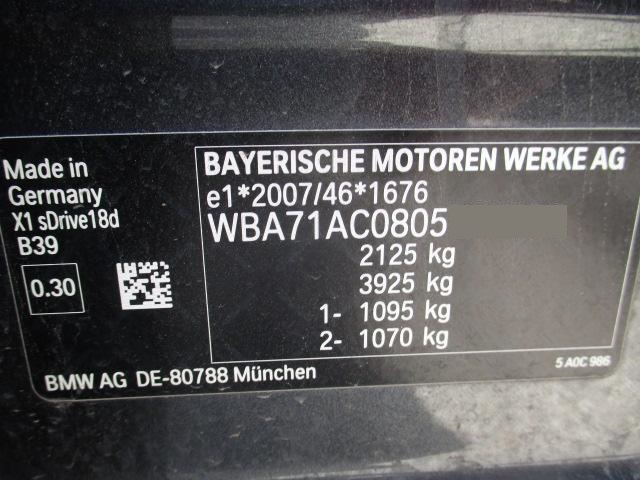 Made in
Germany
X1 sDrive18d
B39
0.30
BAYERISCHE MOTOREN WERKE AG
e1*2007/46*1676
WBA71AC0805
2125 kg
3925 kg
1- 1095 kg
2- 1070 kg
BMW AG DE-80788 München
5 A0C 986